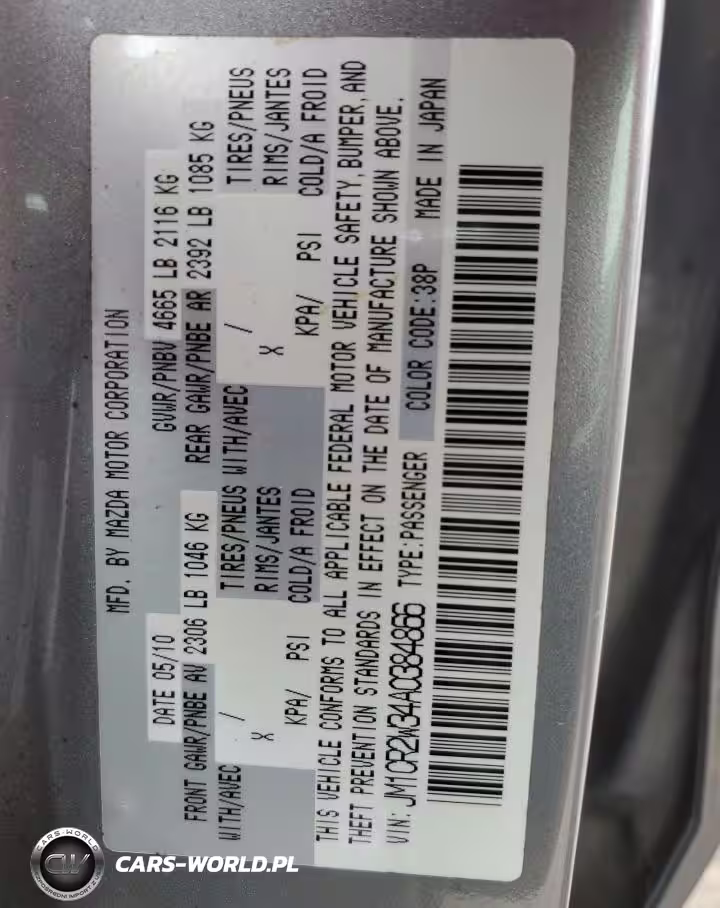 MFD. BY MAZDA MOTOR CORPORATION
DATE 05/10 GVWR/PNBV 4665 LB 2116 KG
FRONT GAWR/PNBE AV 2306 LB 1046 KG REAR GAWR/PNBE AR 2392 LB 1085 KG
WITH/AVEC / TIRES/PNEUS WITH/AVEC / TIRES/PNEUS
X RIMS/JANTES X RIMS/JANTES
KPA/ PSI COLD/A FROID KPA/ PSI COLD/A FROID
THIS VEHICLE CONFORMS TO ALL APPLICABLE FEDERAL MOTOR VEHICLE SAFETY, BUMPER, AND
THEFT PREVENTION STANDARDS IN EFFECT ON THE DATE OF MANUFACTURE SHOWN ABOVE.
VIN: JM1CR2W34A0384866 TYPE:PASSENGER COLOR CODE:38P MADE IN JAPAN
CARS-WORLD
CW
CARS-WORLD.PL